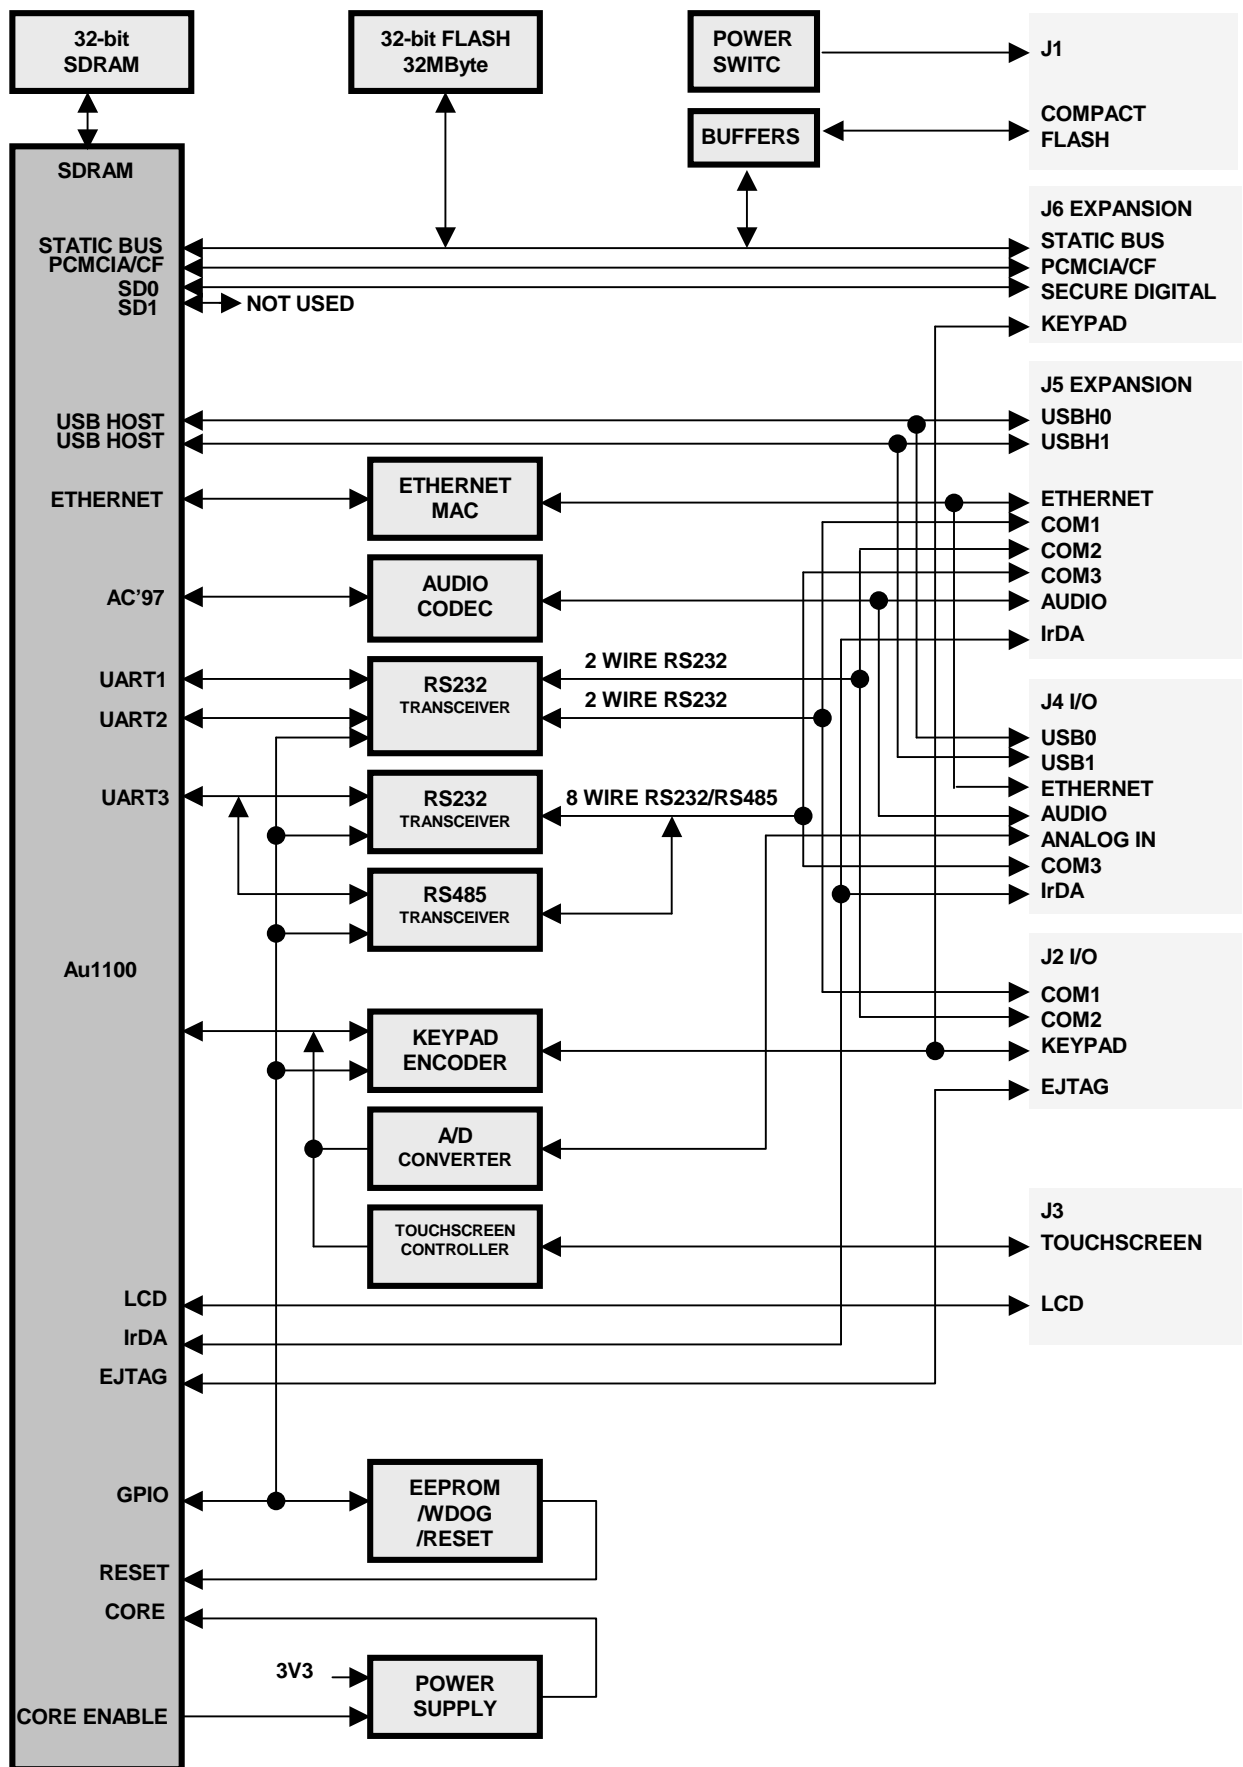 32-bit
SDRAM
32-bit FLASH
32MByte
POWER
SWITC
J1
COMPACT
FLASH
BUFFERS
SDRAM
J6 EXPANSION
STATIC BUS
STATIC BUS
PCMCIA/CF
PCMCIA/CF
SD0
SECURE DIGITAL
SD1
NOT USED
KEYPAD
J5 EXPANSION
USB HOST
USBH0
USB HOST
USBH1
ETHERNET
ETHERNET
MAC
ETHERNET
COM1
COM2
COM3
AC'97
AUDIO
CODEC
AUDIO
IrDA
UART1
RS232
TRANSCEIVER
2 WIRE RS232
UART2
2 WIRE RS232
J4 I/O
USB0
USB1
ETHERNET
AUDIO
ANALOG IN
COM3
IrDA
UART3
RS232
TRANSCEIVER
8 WIRE RS232/RS485
RS485
TRANSCEIVER
Au1100
J2 I/O
COM1
COM2
KEYPAD
EJTAG
KEYPAD
ENCODER
A/D
CONVERTER
TOUCHSCREEN
CONTROLLER
J3
TOUCHSCREEN
LCD
LCD
IrDA
EJTAG
GPIO
EEPROM
/WDOG
/RESET
RESET
CORE
3V3
POWER
SUPPLY
CORE ENABLE